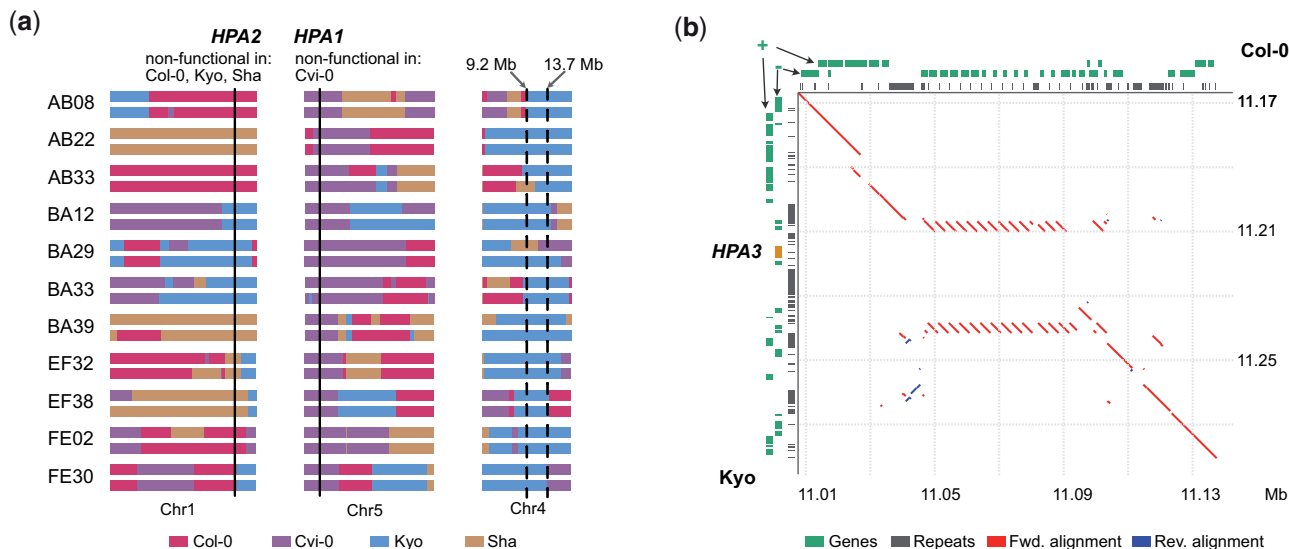 (a)
HPA2
non-functional in:
Col-0, Kyo, Sha
HPA1
non-functional in:
Cvi-0
9.2 Mb
13.7 Mb
AB08
AB22
AB33
BA12
BA29
BA33
BA39
EF32
EF38
FE02
FE30
Chr1
Chr5
Chr4
Col-0
Cvi-0
Kyo
Sha
(b)
+
-
Col-0
11.17
11.21
11.25
HPA3
Kyo
11.01
11.05
11.09
11.13
Mb
Genes
Repeats
Fwd. alignment
Rev. alignment